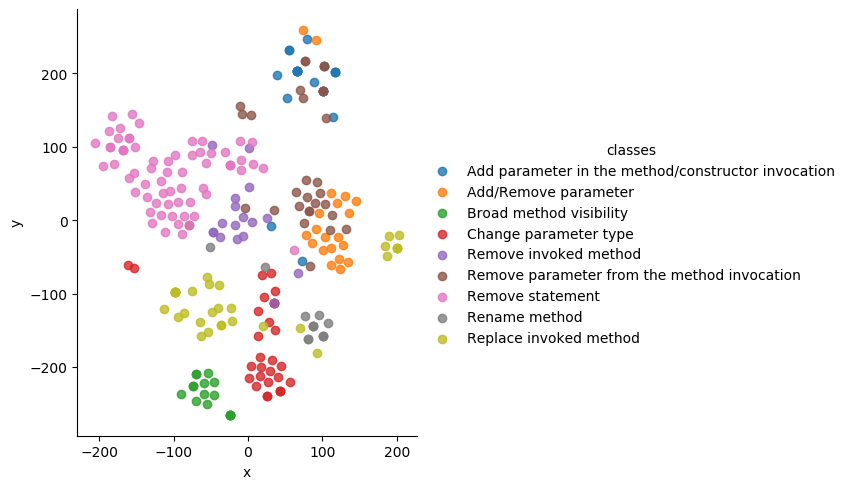 classes
Add parameter in the method/constructor invocation
Add/Remove parameter
Broad method visibility
Change parameter type
Remove invoked method
Remove parameter from the method invocation
Remove statement
Rename method
Replace invoked method
y
200
100
0
−100
−200
−200 −100 0 100 200
x